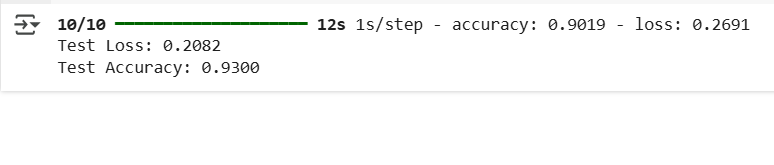 10/10 ━━━━━━━━━━━━━━━━━━━━ 12s 1s/step - accuracy: 0.9019 - loss: 0.2691
Test Loss: 0.2082
Test Accuracy: 0.9300